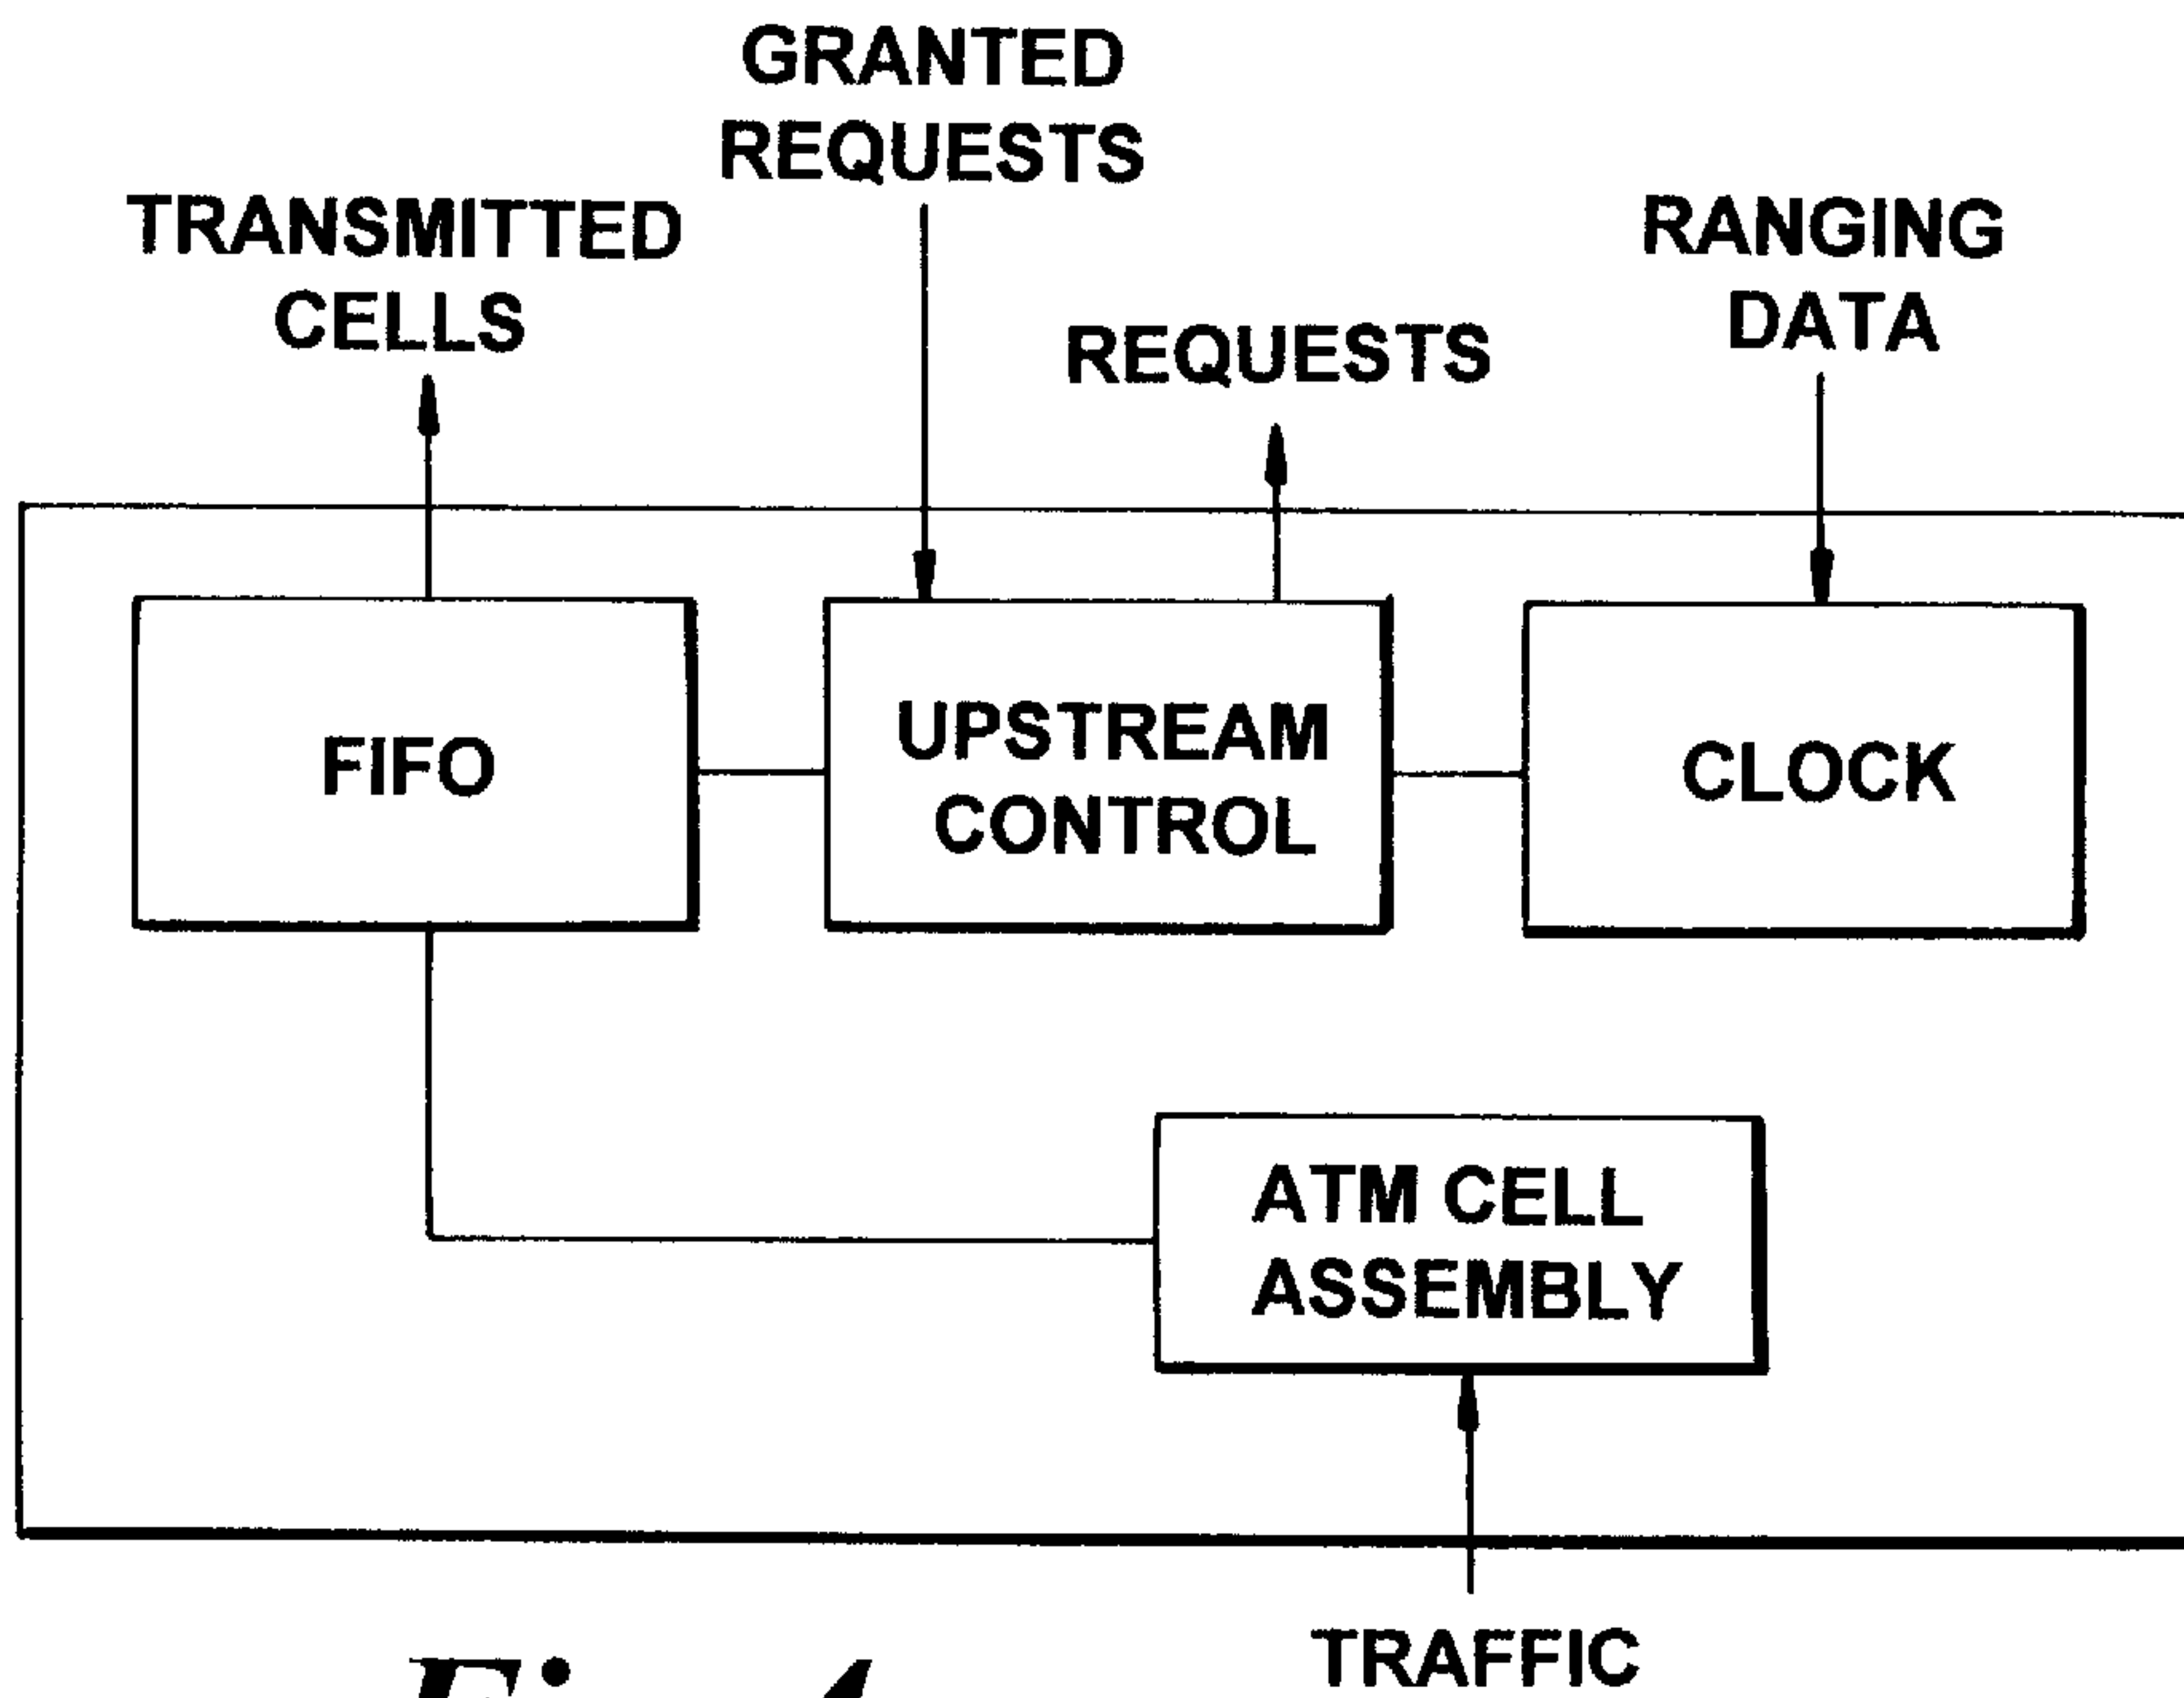 GRANTED
REQUESTS
TRANSMITTED
CELLS
RANGING
DATA
REQUESTS
FIFO
UPSTREAM
CONTROL
CLOCK
ATM CELL
ASSEMBLY
TRAFFIC